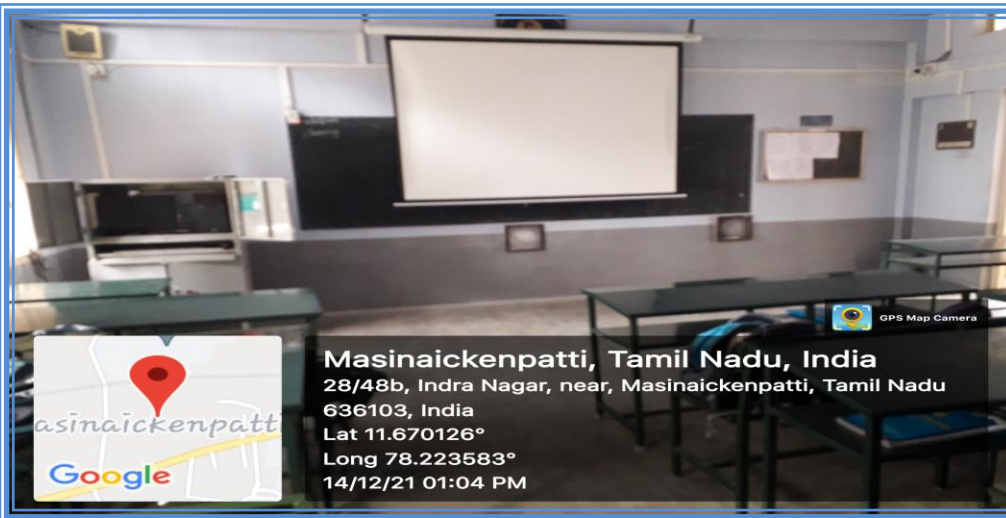 GPS Map Camera
Masinaickenpatti, Tamil Nadu, India
28/48b, Indra Nagar, near, Masinaickenpatti, Tamil Nadu
636103, India
Lat 11.670126°
Long 78.223583°
14/12/21 01:04 PM
asinaickenpatti
Google